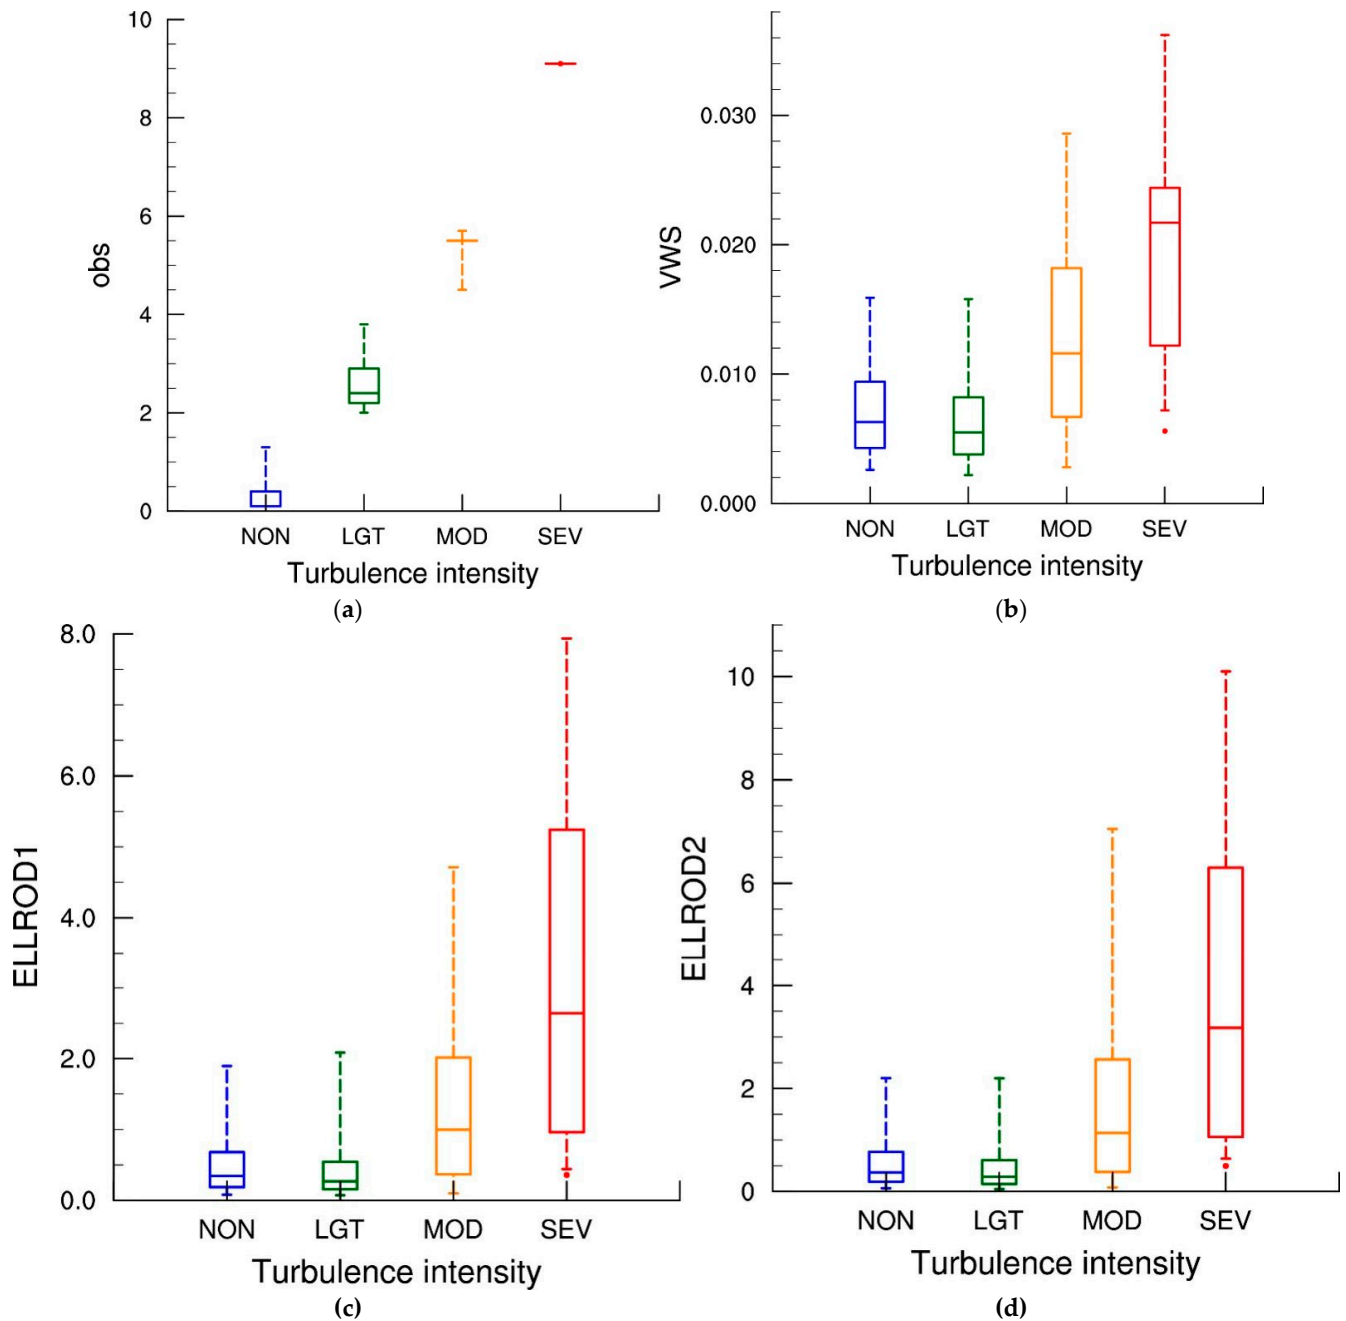 10
8
6
4
2
0
obs
NON LGT MOD SEV
Turbulence intensity
(a)
0.030
0.020
0.010
0.000
VWS
NON LGT MOD SEV
Turbulence intensity
(b)
8.0
6.0
4.0
2.0
0.0
ELLROD1
NON LGT MOD SEV
Turbulence intensity
(c)
10
8
6
4
2
0
ELLROD2
NON LGT MOD SEV
Turbulence intensity
(d)